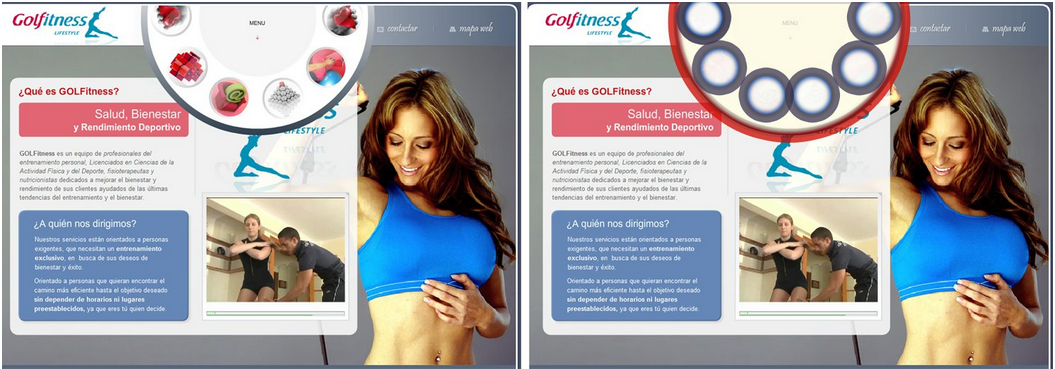 Golfitness
LIFESTYLE
MENU
contactar
mapa web
¿Qué es GOLFitness?
Salud, Bienestar
y Rendimiento Deportivo
GOLFitness es un equipo de profesionales del
entrenamiento personal, Licenciados en Ciencias de la
Actividad Física y del Deporte, fisioterapeutas y
nutricionistas dedicados a mejorar el bienestar y
rendimiento de sus clientes ayudados de las últimas
tendencias del entrenamiento y el bienestar.
¿A quién nos dirigimos?
Nuestros servicios están orientados a personas
exigentes, que necesitan un entrenamiento
exclusivo, en busca de sus deseos de
bienestar y éxito.
Orientado a personas que quieran encontrar el
camino más eficiente hasta el objetivo deseado
sin depender de horarios ni lugares
preestablecidos, ya que eres tú quien decide.
LIFESTYLE
Golfitness
LIFESTYLE
MENU
contactar
mapa web
¿Qué es GOLFitness?
Salud, Bienestar
y Rendimiento Deportivo
GOLFitness es un equipo de profesionales del
entrenamiento personal, Licenciados en Ciencias de la
Actividad Física y del Deporte, fisioterapeutas y
nutricionistas dedicados a mejorar el bienestar y
rendimiento de sus clientes ayudados de las últimas
tendencias del entrenamiento y el bienestar.
¿A quién nos dirigimos?
Nuestros servicios están orientados a personas
exigentes, que necesitan un entrenamiento
exclusivo, en busca de sus deseos de
bienestar y éxito.
Orientado a personas que quieran encontrar el
camino más eficiente hasta el objetivo deseado
sin depender de horarios ni lugares
preestablecidos, ya que eres tú quien decide.